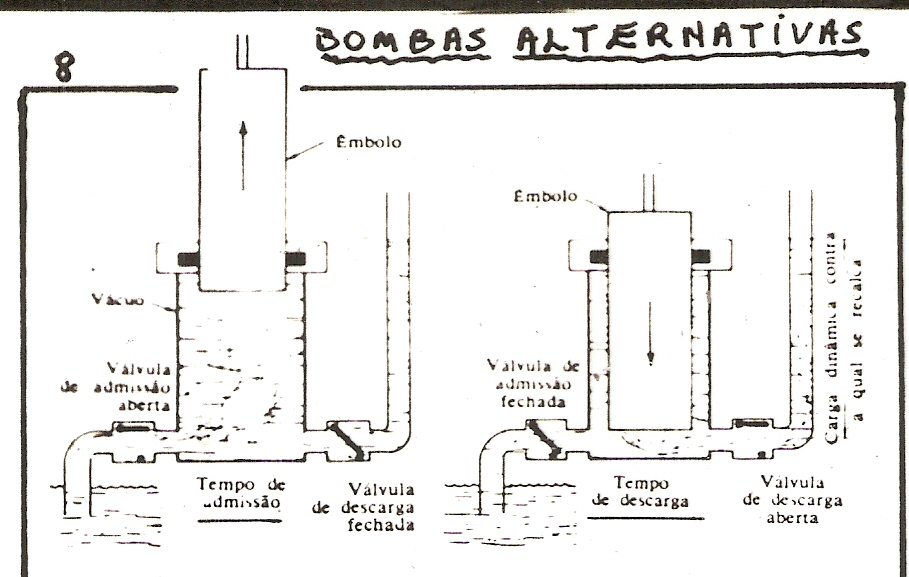 BOMBAS ALTERNATIVAS
8
Êmbolo
Vácuo
Válvula
de admissão
aberta
Tempo de
admissão
Válvula
de descarga
fechada
Êmbolo
Válvula de
admissão
fechada
Tempo
de descarga
Válvula
de descarga
aberta
Carga dinâmica contra
a qual se recalca